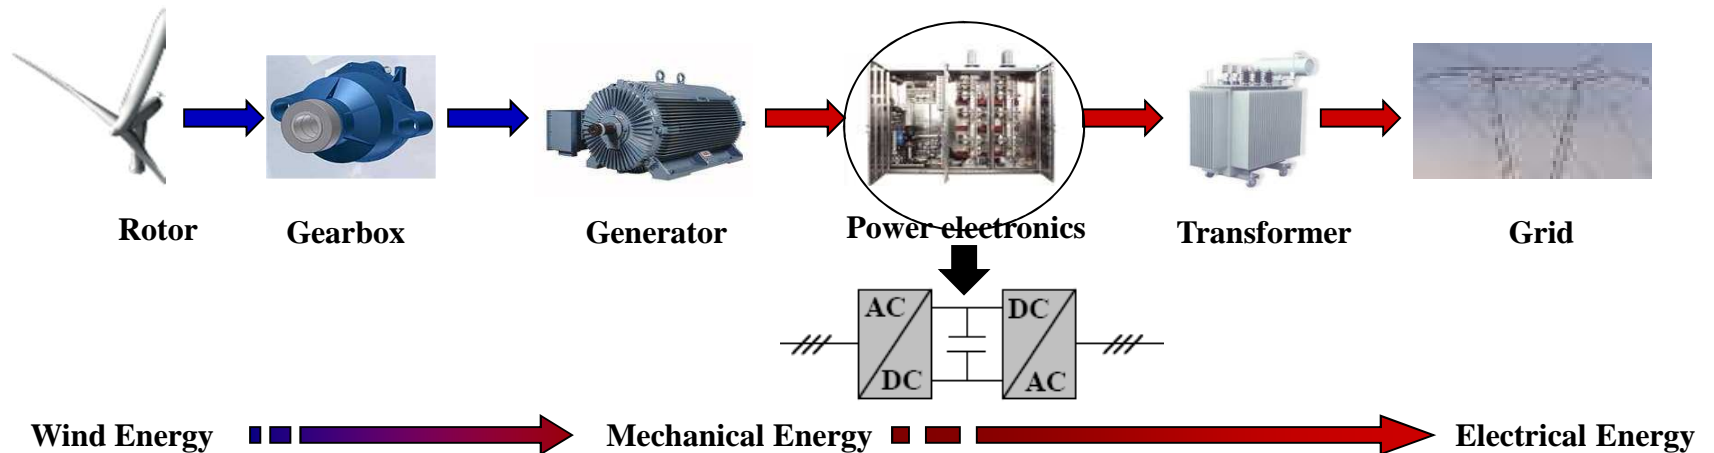 Rotor
Gearbox
Generator
Power electronics
Transformer
Grid
AC
DC
DC
AC
Wind Energy
Mechanical Energy
Electrical Energy